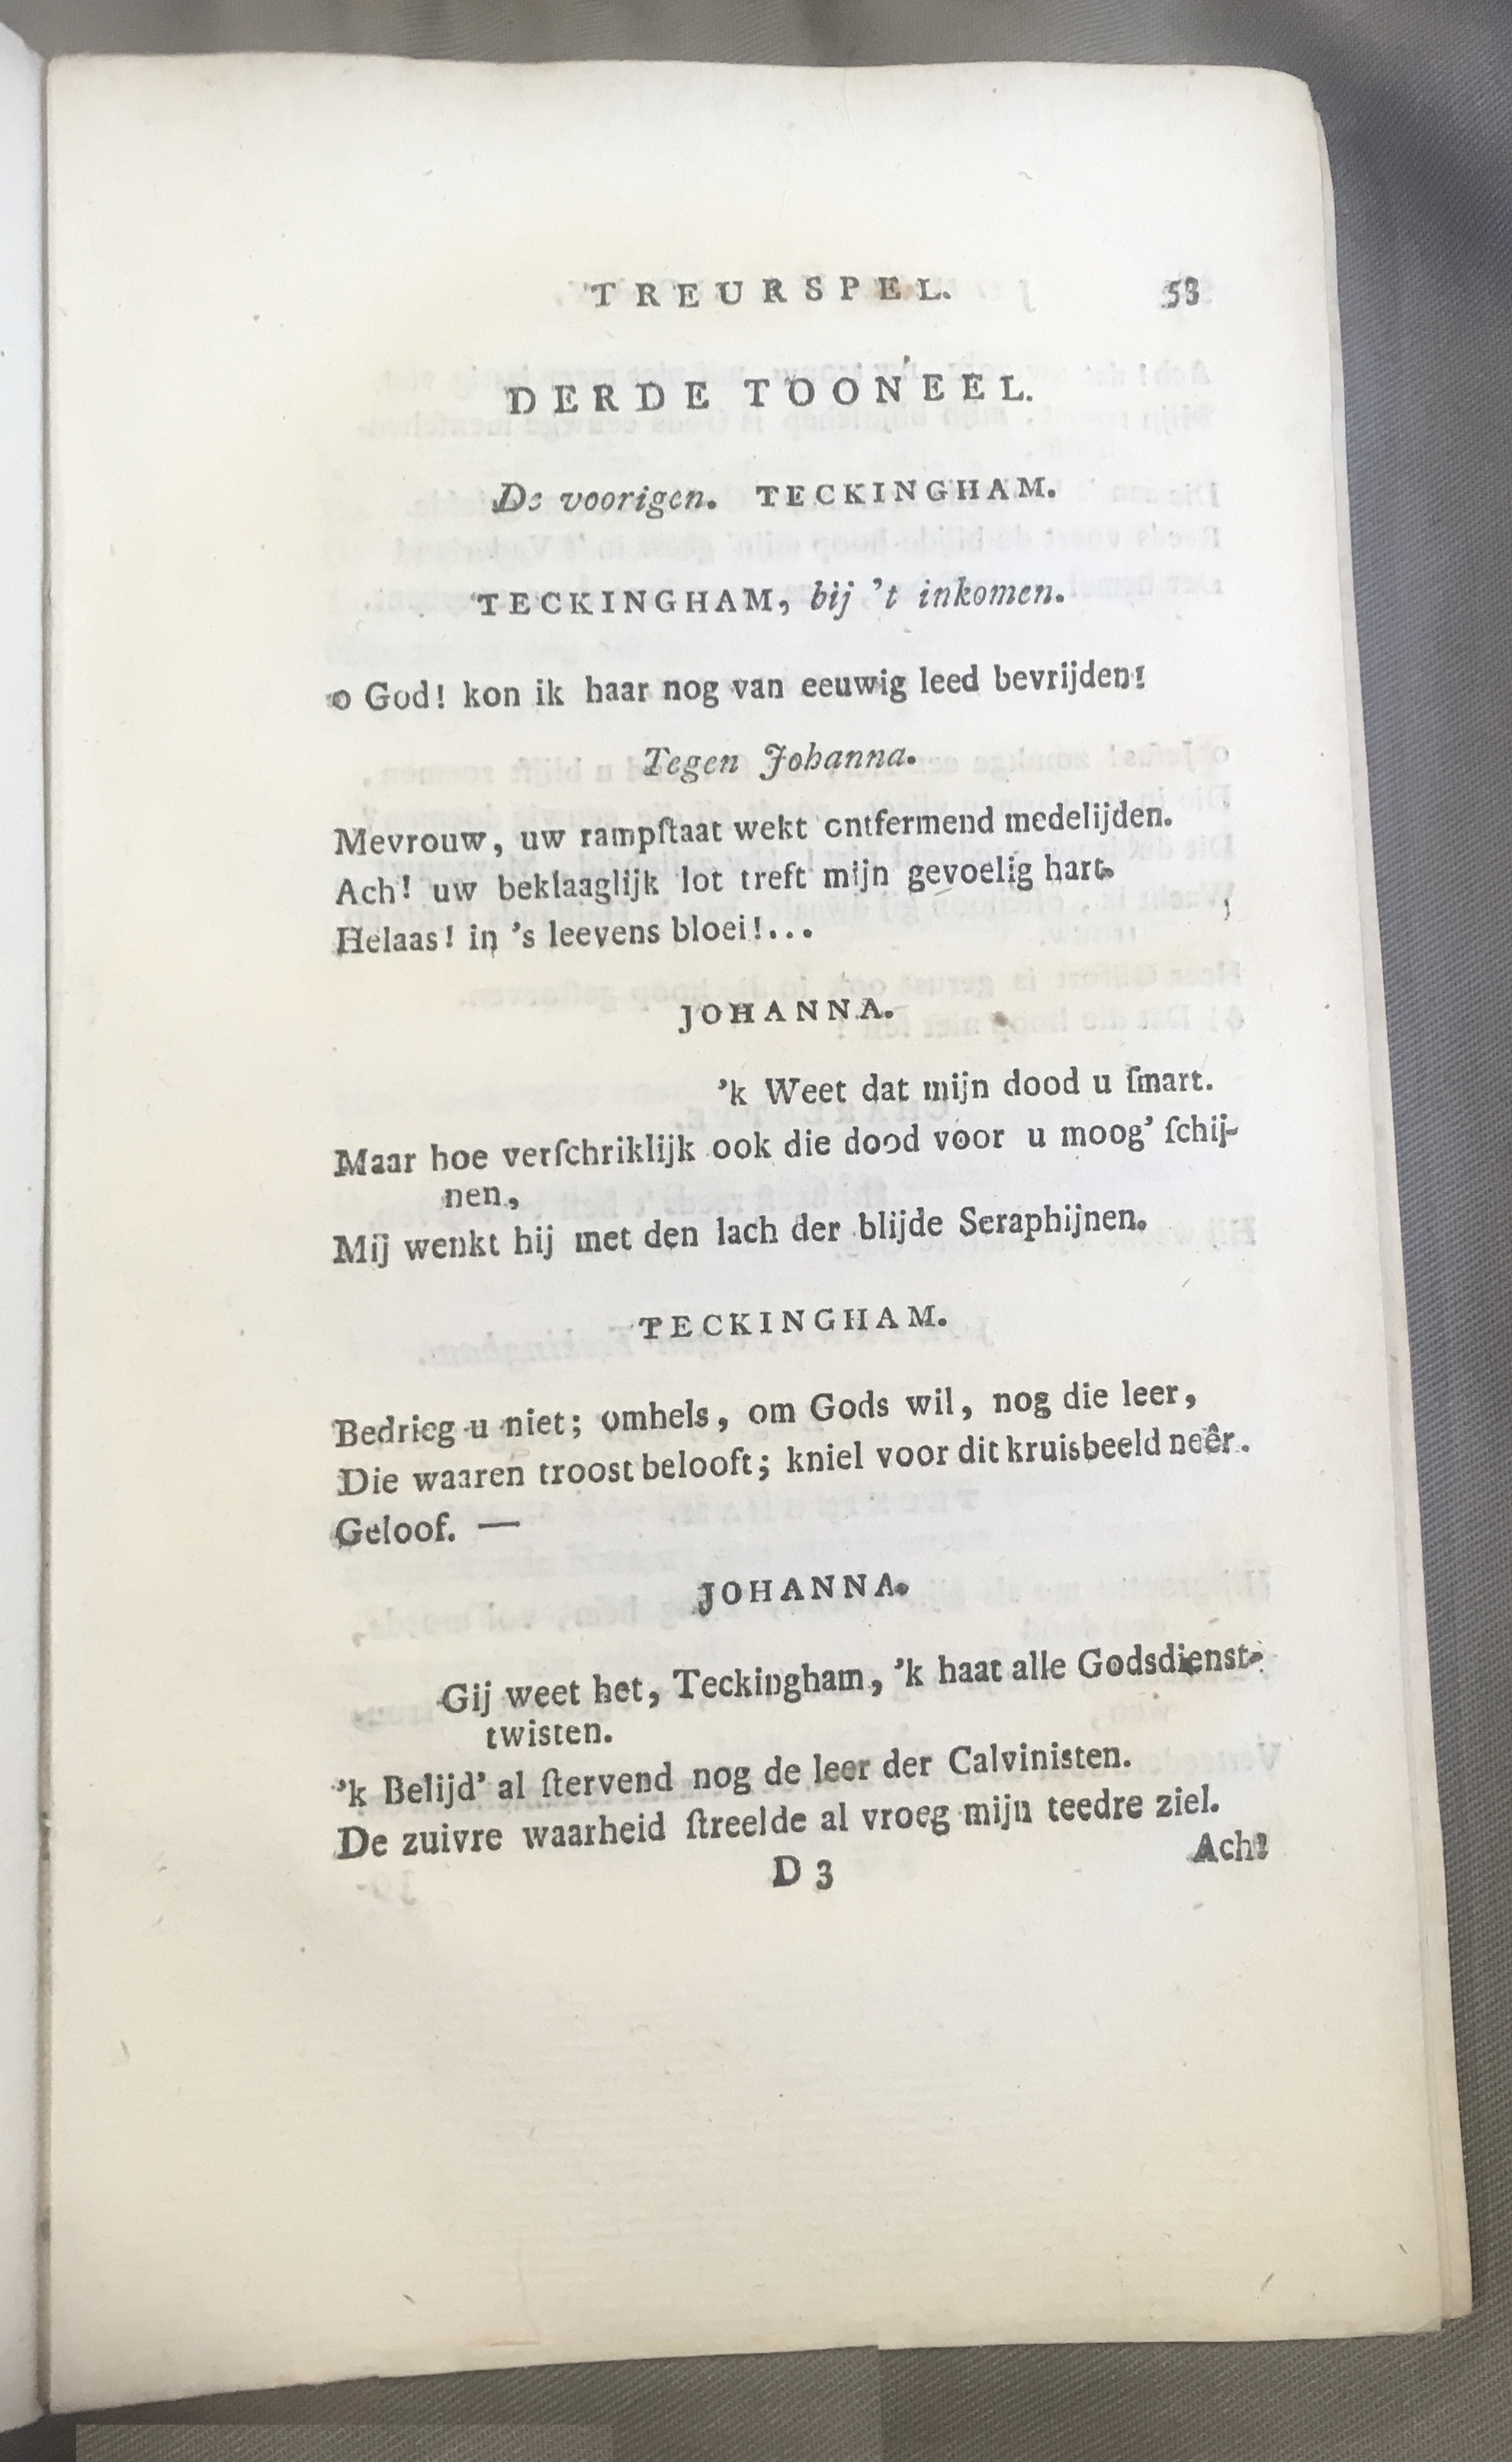 TREURSPEL. 53
DERDE TOONEEL.
De voorigen. TECKINGHAM.
TECKINGHAM, bij 't inkomen.
o God! kon ik haar nog van eeuwig leed bevrijden!
Tegen Johanna.
Mevrouw, uw rampſtaat wekt ontfermend medelijden.
Ach! uw beklaaglijk lot treft mijn gevoelig hart.
Helaas! in 's leevens bloei!...
JOHANNA.
'k Weet dat mijn dood u ſmart.
Maar hoe verſchriklijk ook die dood voor u moog' ſchij-
nen,
Mij wenkt hij met den lach der blijde Seraphijnen.
TECKINGHAM.
Bedrieg u niet; omhels, om Gods wil, nog die leer,
Die waaren troost belooft; kniel voor dit kruisbeeld neêr.
Geloof. —
JOHANNA.
Gij weet het, Teckingham, 'k haat alle Godsdienst-
twisten.
'k Belijd' al ſtervend nog de leer der Calvinisten.
De zuivre waarheid ſtreelde al vroeg mijn teedre ziel.
D 3 Ach!